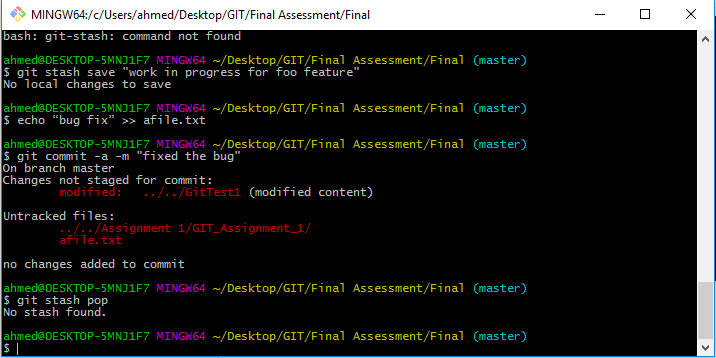 MINGW64:/c/Users/ahmed/Desktop/GIT/Final Assessment/Final
bash: git-stash: command not found
ahmed@DESKTOP-5MNJ1F7 MINGW64 ~/Desktop/GIT/Final Assessment/Final (master)
$ git stash save "work in progress for foo feature"
No local changes to save
ahmed@DESKTOP-5MNJ1F7 MINGW64 ~/Desktop/GIT/Final Assessment/Final (master)
$ echo “bug fix” >> afile.txt
ahmed@DESKTOP-5MNJ1F7 MINGW64 ~/Desktop/GIT/Final Assessment/Final (master)
$ git commit -a -m "fixed the bug"
On branch master
Changes not staged for commit:
modified: ../../GitTest1 (modified content)
Untracked files:
../../Assignment 1/GIT_Assignment_1/
afile.txt
no changes added to commit
ahmed@DESKTOP-5MNJ1F7 MINGW64 ~/Desktop/GIT/Final Assessment/Final (master)
$ git stash pop
No stash found.
ahmed@DESKTOP-5MNJ1F7 MINGW64 ~/Desktop/GIT/Final Assessment/Final (master)
$